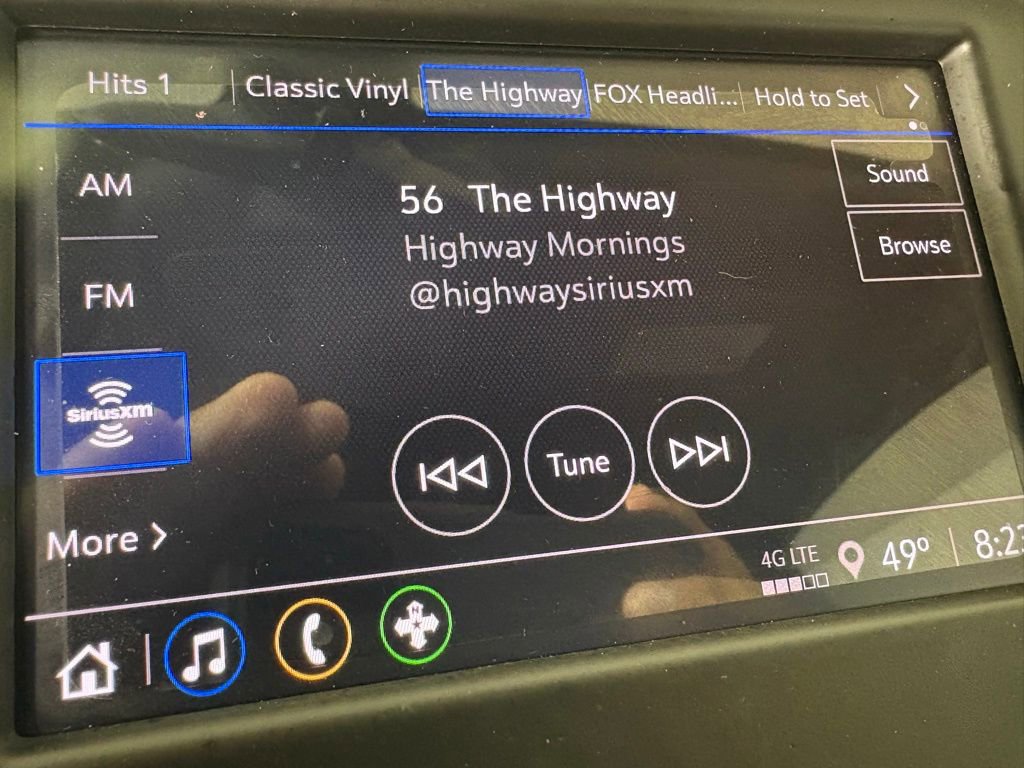 Hits 1 Classic Vinyl The Highway FOX Headli... Hold to Set
AM
56 The Highway
Sound
Highway Mornings
Browse
FM
@highwaysiriusxm
SiriusXM
Tune
More
4G LTE
49°
N